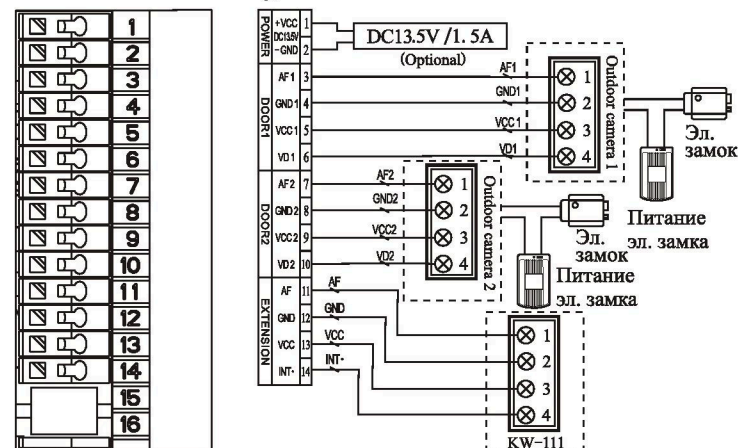 1
2
3
4
5
6
7
8
9
10
11
12
13
14
15
16
POWER
+VCC 1
DC13.5V
-GND 2
DC13.5V /1. 5A
(Optional)
DOOR1
AF1 3
GND1 4
VCC1 5
VD1 6
AF1
GND1
VCC1
VD1
1
2
3
4
Outdoor camera 1
Эл.
замок
Питание
эл. замка
DOOR2
AF2 7
GND2 8
VCC2 9
VD2 10
AF2
GND2
VCC2
VD2
1
2
3
4
Outdoor camera 2
Эл.
замок
Питание
эл. замка
EXTENSION
AF 11
GND 12
VCC 13
INT- 14
AF
GND
VCC
INT-
1
2
3
4
KW-111